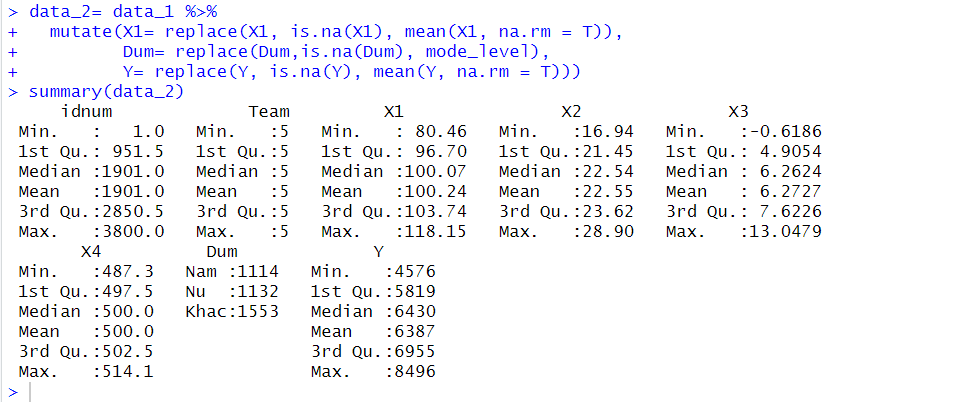 > data_2= data_1 %>%
+   mutate(X1= replace(X1, is.na(X1), mean(X1, na.rm = T)),
+          Dum= replace(Dum,is.na(Dum), mode_level),
+          Y= replace(Y, is.na(Y), mean(Y, na.rm = T)))
> summary(data_2)
     idnum             Team         X1               X2              X3
 Min.   :   1.0   Min.   :5   Min.   : 80.46   Min.   :16.94   Min.   :-0.6186
 1st Qu.: 951.5   1st Qu.:5   1st Qu.: 96.70   1st Qu.:21.45   1st Qu.: 4.9054
 Median :1901.0   Median :5   Median :100.07   Median :22.54   Median : 6.2624
 Mean   :1901.0   Mean   :5   Mean   :100.24   Mean   :22.55   Mean   : 6.2727
 3rd Qu.:2850.5   3rd Qu.:5   3rd Qu.:103.74   3rd Qu.:23.62   3rd Qu.: 7.6226
 Max.   :3800.0   Max.   :5   Max.   :118.15   Max.   :28.90   Max.   :13.0479
       X4          Dum             Y
 Min.   :487.3   Nam :1114   Min.   :4576
 1st Qu.:497.5   Nu  :1132   1st Qu.:5819
 Median :500.0   Khac:1553   Median :6430
 Mean   :500.0               Mean   :6387
 3rd Qu.:502.5               3rd Qu.:6955
 Max.   :514.1               Max.   :8496
>